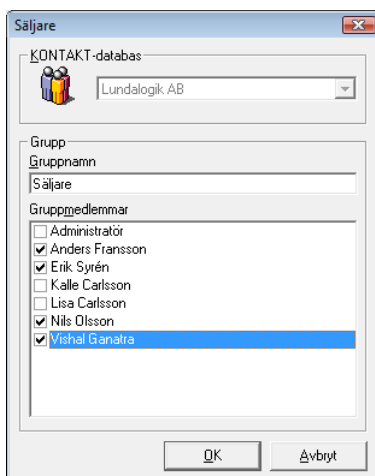 Säljare
KONTAKT-databas
Lundalogik AB
Grupp
Gruppnamn
Säljare
Gruppmedlemmar
Administratör
Anders Fransson
Erik Syrén
Kalle Carlsson
Lisa Carlsson
Nils Olsson
Vishal Ganatra
OK
Avbryt